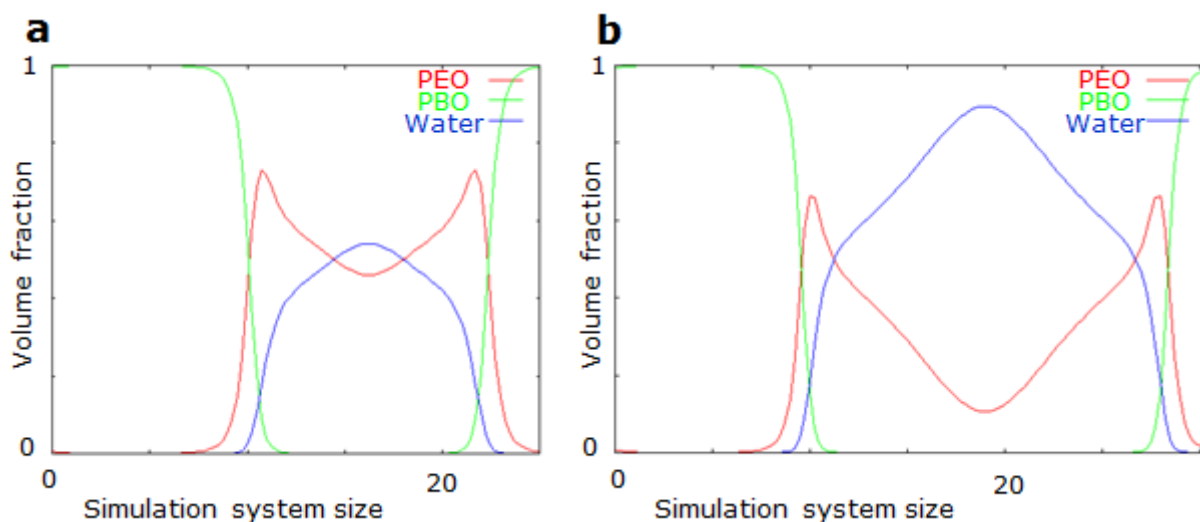 a
1
PEO
PBO
Water
Volume fraction
0
0
20
Simulation system size
b
1
PEO
PBO
Water
Volume fraction
0
0
20
Simulation system size